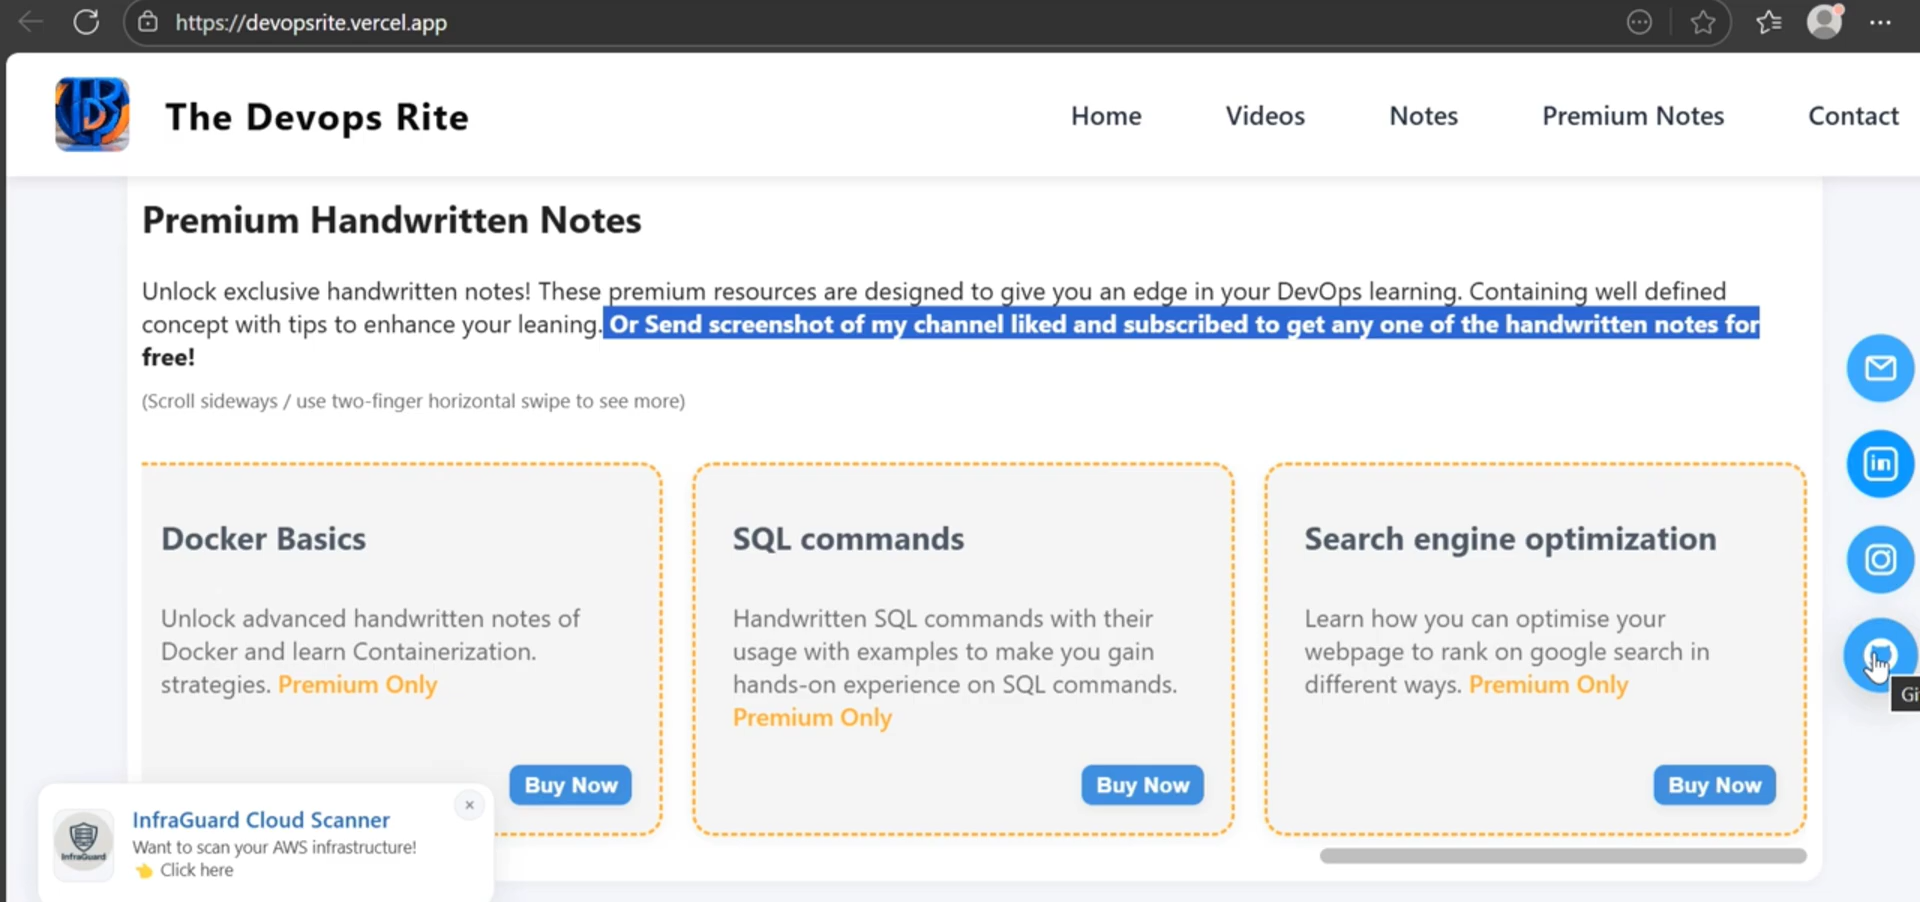 https://devopsrite.vercel.app
The Devops Rite
Home
Videos
Notes
Premium Notes
Contact
Premium Handwritten Notes
Unlock exclusive handwritten notes! These premium resources are designed to give you an edge in your DevOps learning. Containing well defined
concept with tips to enhance your leaning. Or Send screenshot of my channel liked and subscribed to get any one of the handwritten notes for
free!
(Scroll sideways / use two-finger horizontal swipe to see more)
Docker Basics
Unlock advanced handwritten notes of
Docker and learn Containerization.
strategies. Premium Only
Buy Now
SQL commands
Handwritten SQL commands with their
usage with examples to make you gain
hands-on experience on SQL commands.
Premium Only
Buy Now
Search engine optimization
Learn how you can optimise your
webpage to rank on google search in
different ways. Premium Only
Buy Now
in
Gi
InfraGuard
InfraGuard Cloud Scanner
Want to scan your AWS infrastructure!
👈 Click here